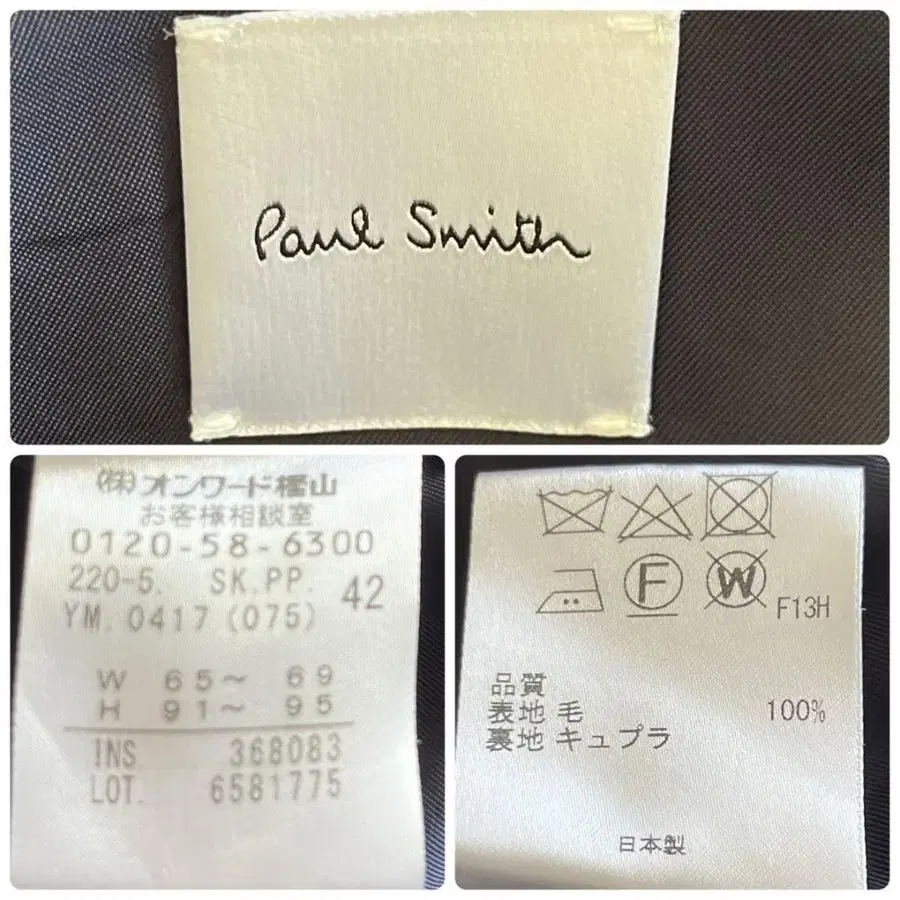 Paul Smith
(株)オンワード樫山
お客様相談室
0120-58-6300
220-5. SK.PP. 42
YM. 0417 (075)
W 65〜 69
H 91〜 95
INS. 368083
LOT. 6581775
F
W
F13H
品質
表地 毛 100%
裏地 キュプラ
日本製